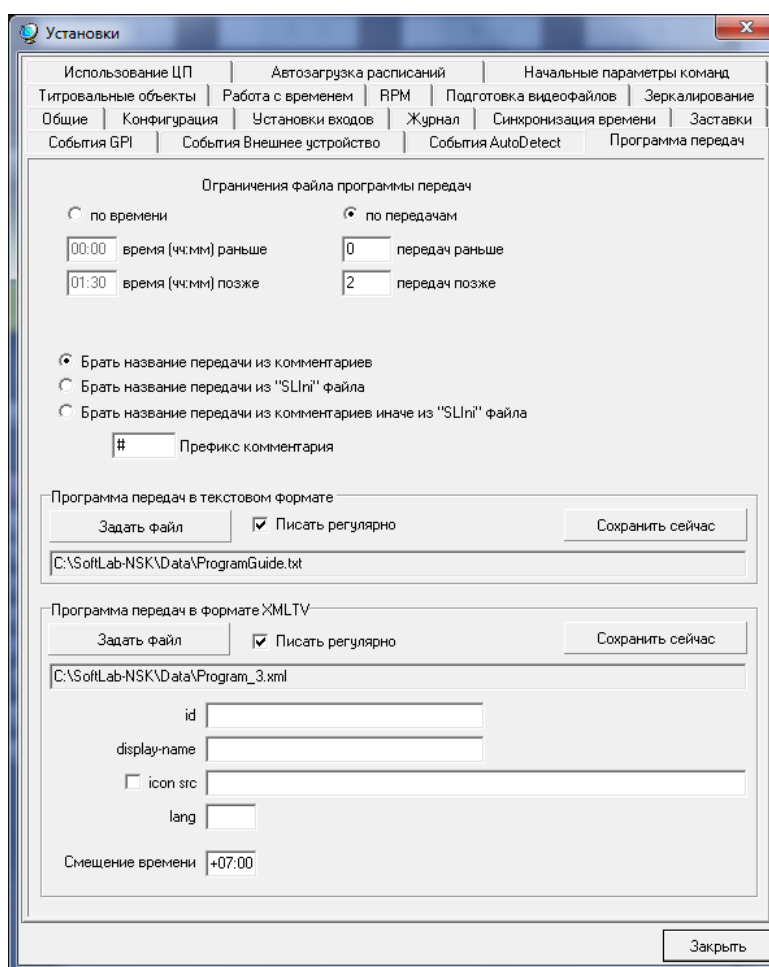 Установки
Использование ЦП Автозагрузка расписаний Начальные параметры команд
Титровальные объекты Работа с временем RPM Подготовка видеофайлов Зеркалирование
Общие Конфигурация Установки входов Журнал Синхронизация времени Заставки
События GPI События Внешнее устройство События AutoDetect Программа передач
Ограничения файла программы передач
по времени по передачам
00:00 время (чч:мм) раньше 0 передач раньше
01:30 время (чч:мм) позже 2 передач позже
Брать название передачи из комментариев
Брать название передачи из "SLIni" файла
Брать название передачи из комментариев иначе из "SLIni" файла
# Префикс комментария
Программа передач в текстовом формате
Задать файл Писать регулярно Сохранить сейчас
C:\SoftLab-NSK\Data\ProgramGuide.txt
Программа передач в формате XMLTV
Задать файл Писать регулярно Сохранить сейчас
C:\SoftLab-NSK\Data\Program_3.xml
id
display-name
icon src
lang
Смещение времени +07:00
Закрыть